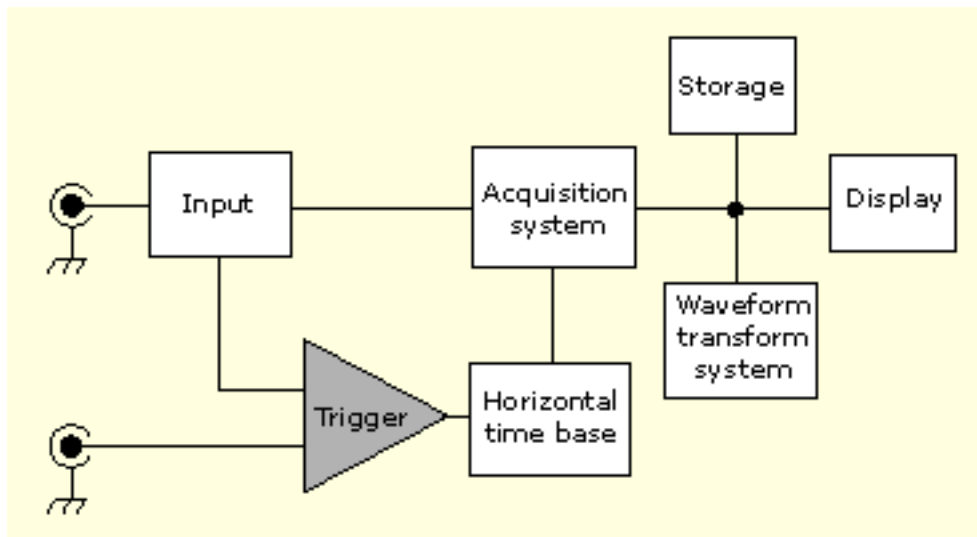 Storage
Input
Acquisition
system
Display
Waveform
transform
system
Trigger
Horizontal
time base